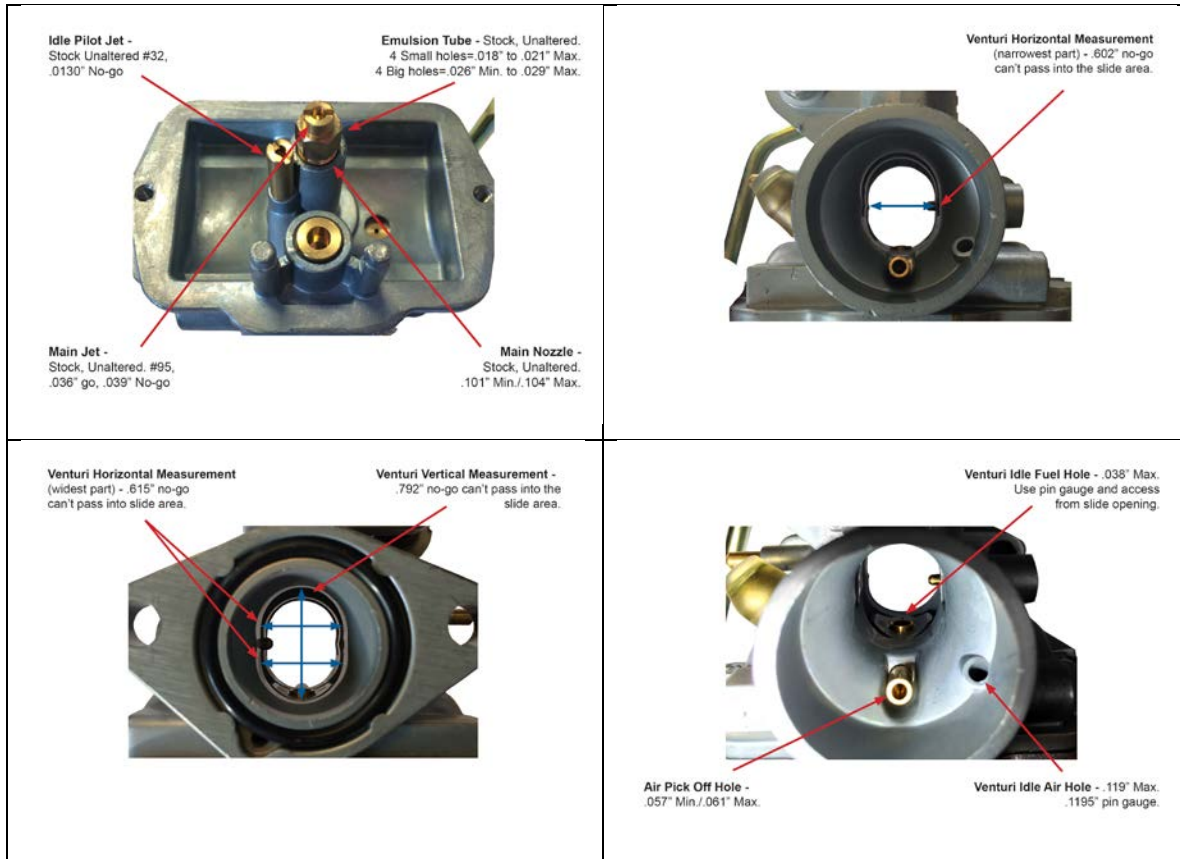 Idle Pilot Jet -
Stock Unaltered #32,
.0130” No-go
Emulsion Tube - Stock, Unaltered.
4 Small holes=.018” to .021” Max.
4 Big holes=.026” Min. to .029” Max.
Main Jet -
Stock, Unaltered. #95,
.036” go, .039” No-go
Main Nozzle -
Stock, Unaltered.
.101” Min./.104” Max.
Venturi Horizontal Measurement
(narrowest part) - .602” no-go
can’t pass into the slide area.
Venturi Horizontal Measurement
(widest part) - .615” no-go
can’t pass into slide area.
Venturi Vertical Measurement -
.792” no-go can’t pass into the
slide area.
Venturi Idle Fuel Hole - .038” Max.
Use pin gauge and access
from slide opening.
Air Pick Off Hole -
.057” Min./.061” Max.
Venturi Idle Air Hole - .119” Max.
.1195” pin gauge.